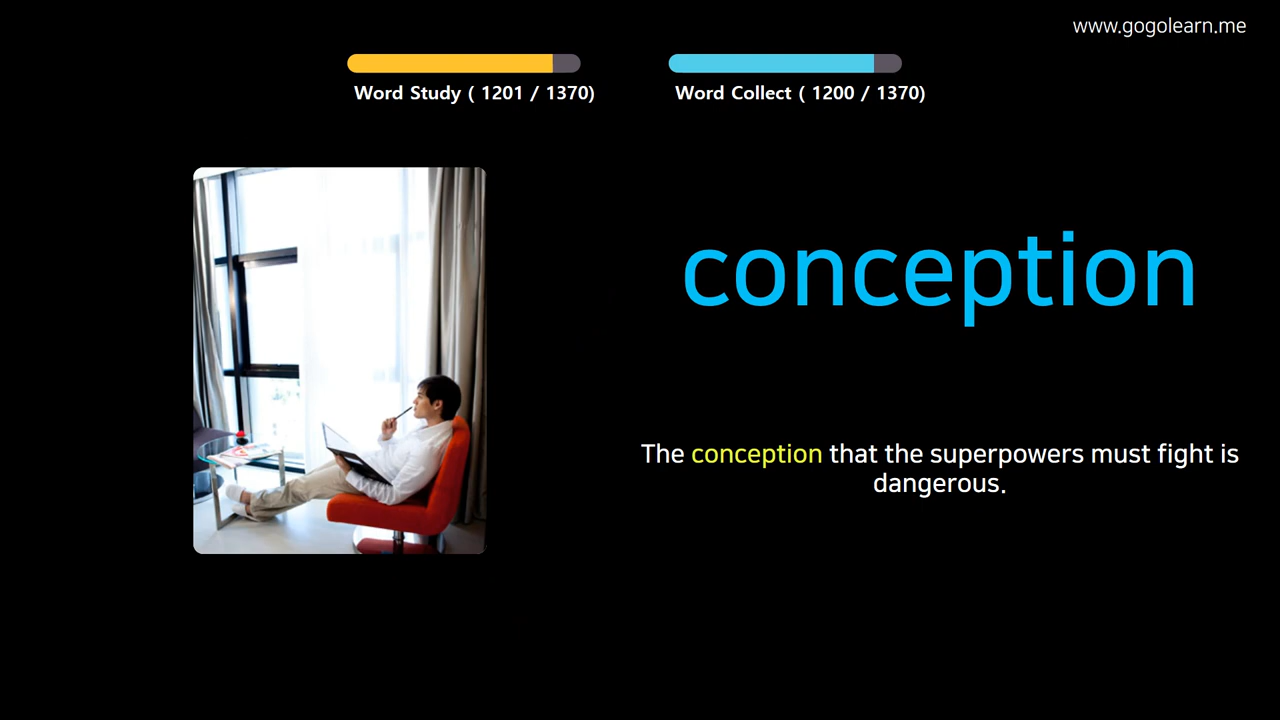 www.gogolearn.me
Word Study ( 1201 / 1370)
Word Collect ( 1200 / 1370)
conception
The conception that the superpowers must fight is
dangerous.